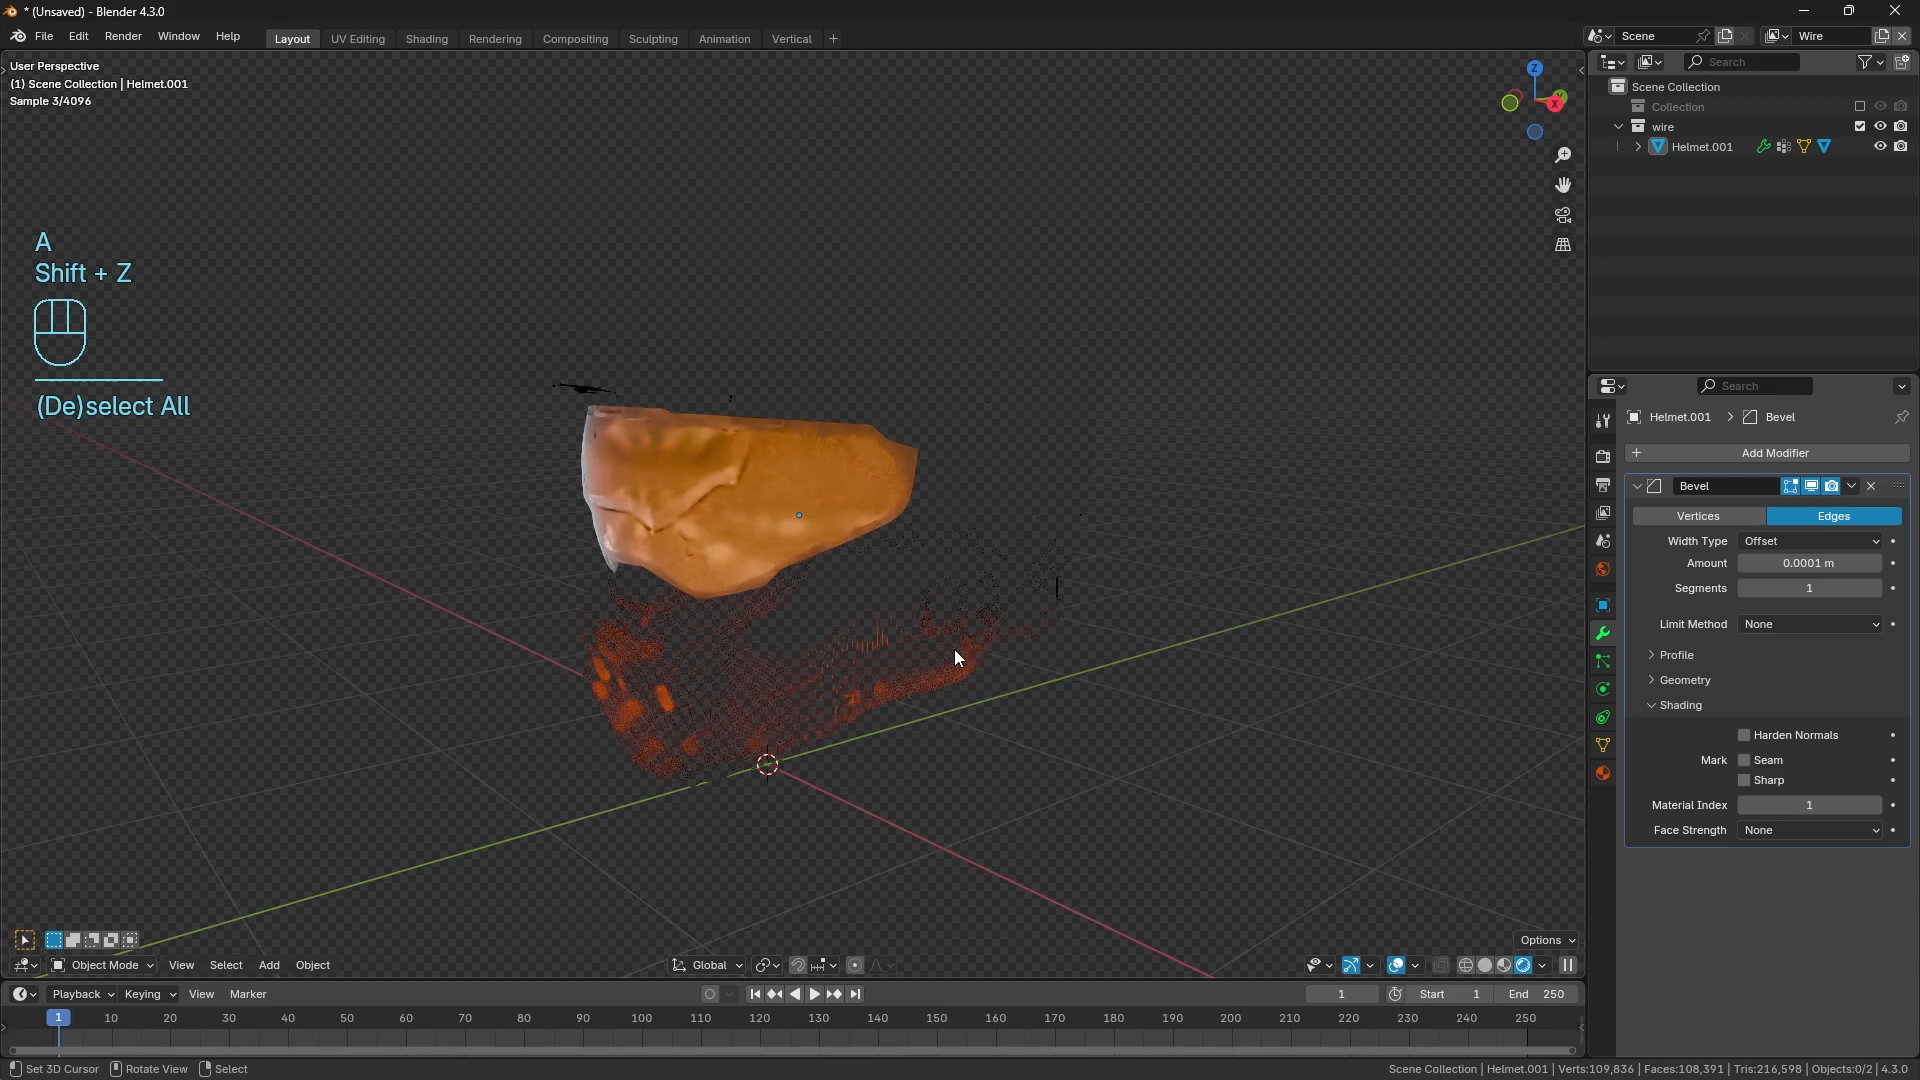 * (Unsaved) - Blender 4.3.0
File Edit Render Window Help Layout UV Editing Shading Rendering Compositing Sculpting Animation Vertical + Scene Wire
User Perspective
(1) Scene Collection | Helmet.001
Sample 3/4096
Z
Y
X
A
Shift + Z
(De)select All
Search
Scene Collection
Collection
wire
Helmet.001
Search
Helmet.001 > Bevel
+ Add Modifier
Bevel
Vertices Edges
Width Type Offset
Amount 0.0001 m
Segments 1
Limit Method None
Profile
Geometry
Shading
Harden Normals
Mark Seam
Sharp
Material Index 1
Face Strength None
Options
Object Mode View Select Add Object Global
Playback Keying View Marker 1 Start 1 End 250
1 10 20 30 40 50 60 70 80 90 100 110 120 130 140 150 160 170 180 190 200 210 220 230 240 250
Set 3D Cursor Rotate View Select Scene Collection | Helmet.001 | Verts:109,836 | Faces:108,391 | Tris:216,598 | Objects:0/2 | 4.3.0